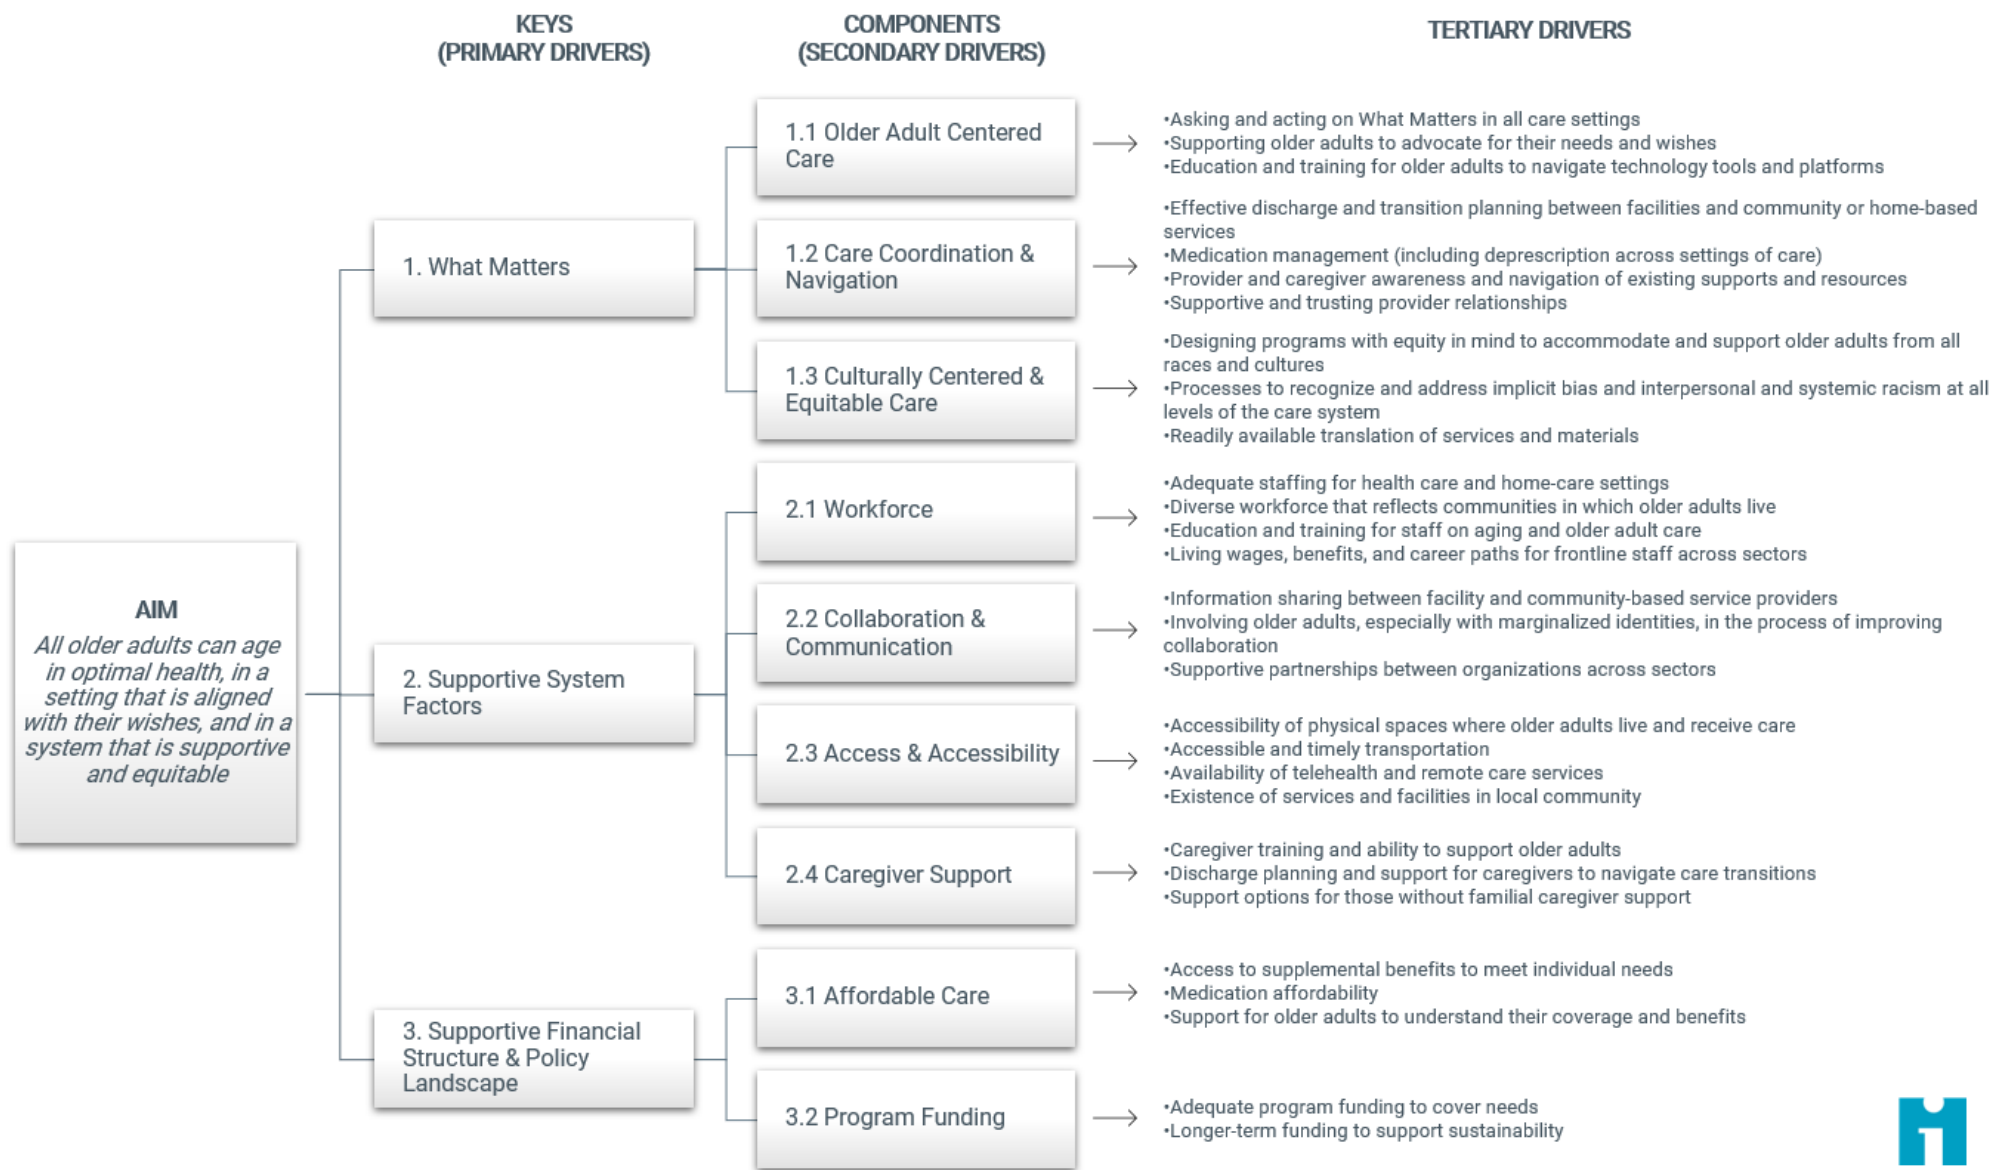 KEYS
(PRIMARY DRIVERS)
COMPONENTS
(SECONDARY DRIVERS)
TERTIARY DRIVERS
AIM
All older adults can age
in optimal health, in a
setting that is aligned
with their wishes, and in a
system that is supportive
and equitable
1. What Matters
1.1 Older Adult Centered
Care
•Asking and acting on What Matters in all care settings
•Supporting older adults to advocate for their needs and wishes
•Education and training for older adults to navigate technology tools and platforms
1.2 Care Coordination &
Navigation
•Effective discharge and transition planning between facilities and community or home-based
services
•Medication management (including deprescription across settings of care)
•Provider and caregiver awareness and navigation of existing supports and resources
•Supportive and trusting provider relationships
1.3 Culturally Centered &
Equitable Care
•Designing programs with equity in mind to accommodate and support older adults from all
races and cultures
•Processes to recognize and address implicit bias and interpersonal and systemic racism at all
levels of the care system
•Readily available translation of services and materials
2. Supportive System
Factors
2.1 Workforce
•Adequate staffing for health care and home-care settings
•Diverse workforce that reflects communities in which older adults live
•Education and training for staff on aging and older adult care
•Living wages, benefits, and career paths for frontline staff across sectors
2.2 Collaboration &
Communication
•Information sharing between facility and community-based service providers
•Involving older adults, especially with marginalized identities, in the process of improving
collaboration
•Supportive partnerships between organizations across sectors
2.3 Access & Accessibility
•Accessibility of physical spaces where older adults live and receive care
•Accessible and timely transportation
•Availability of telehealth and remote care services
•Existence of services and facilities in local community
2.4 Caregiver Support
•Caregiver training and ability to support older adults
•Discharge planning and support for caregivers to navigate care transitions
•Support options for those without familial caregiver support
3. Supportive Financial
Structure & Policy
Landscape
3.1 Affordable Care
•Access to supplemental benefits to meet individual needs
•Medication affordability
•Support for older adults to understand their coverage and benefits
3.2 Program Funding
•Adequate program funding to cover needs
•Longer-term funding to support sustainability